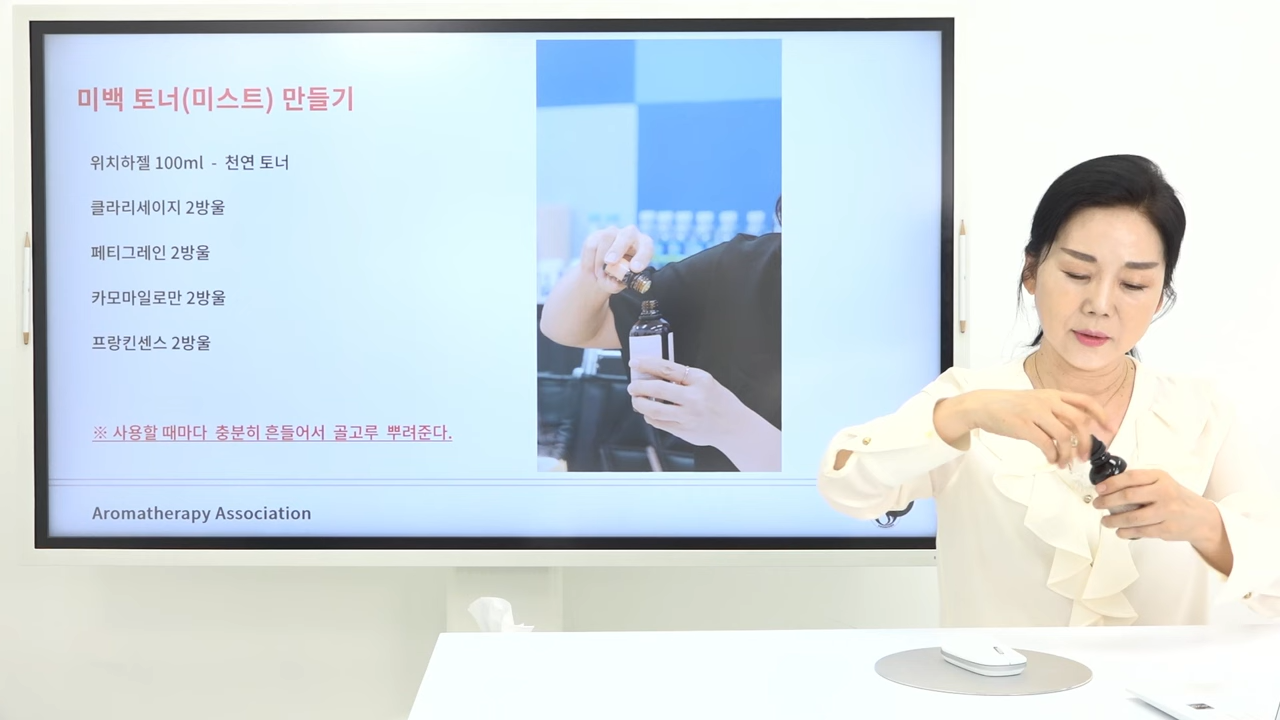 미백 토너(미스트) 만들기
위치하젤 100ml - 천연 토너
클라리세이지 2방울
페티그레인 2방울
카모마일로만 2방울
프랑킨센스 2방울
※ 사용할 때마다 충분히 흔들어서 골고루 뿌려준다.
Aromatherapy Association